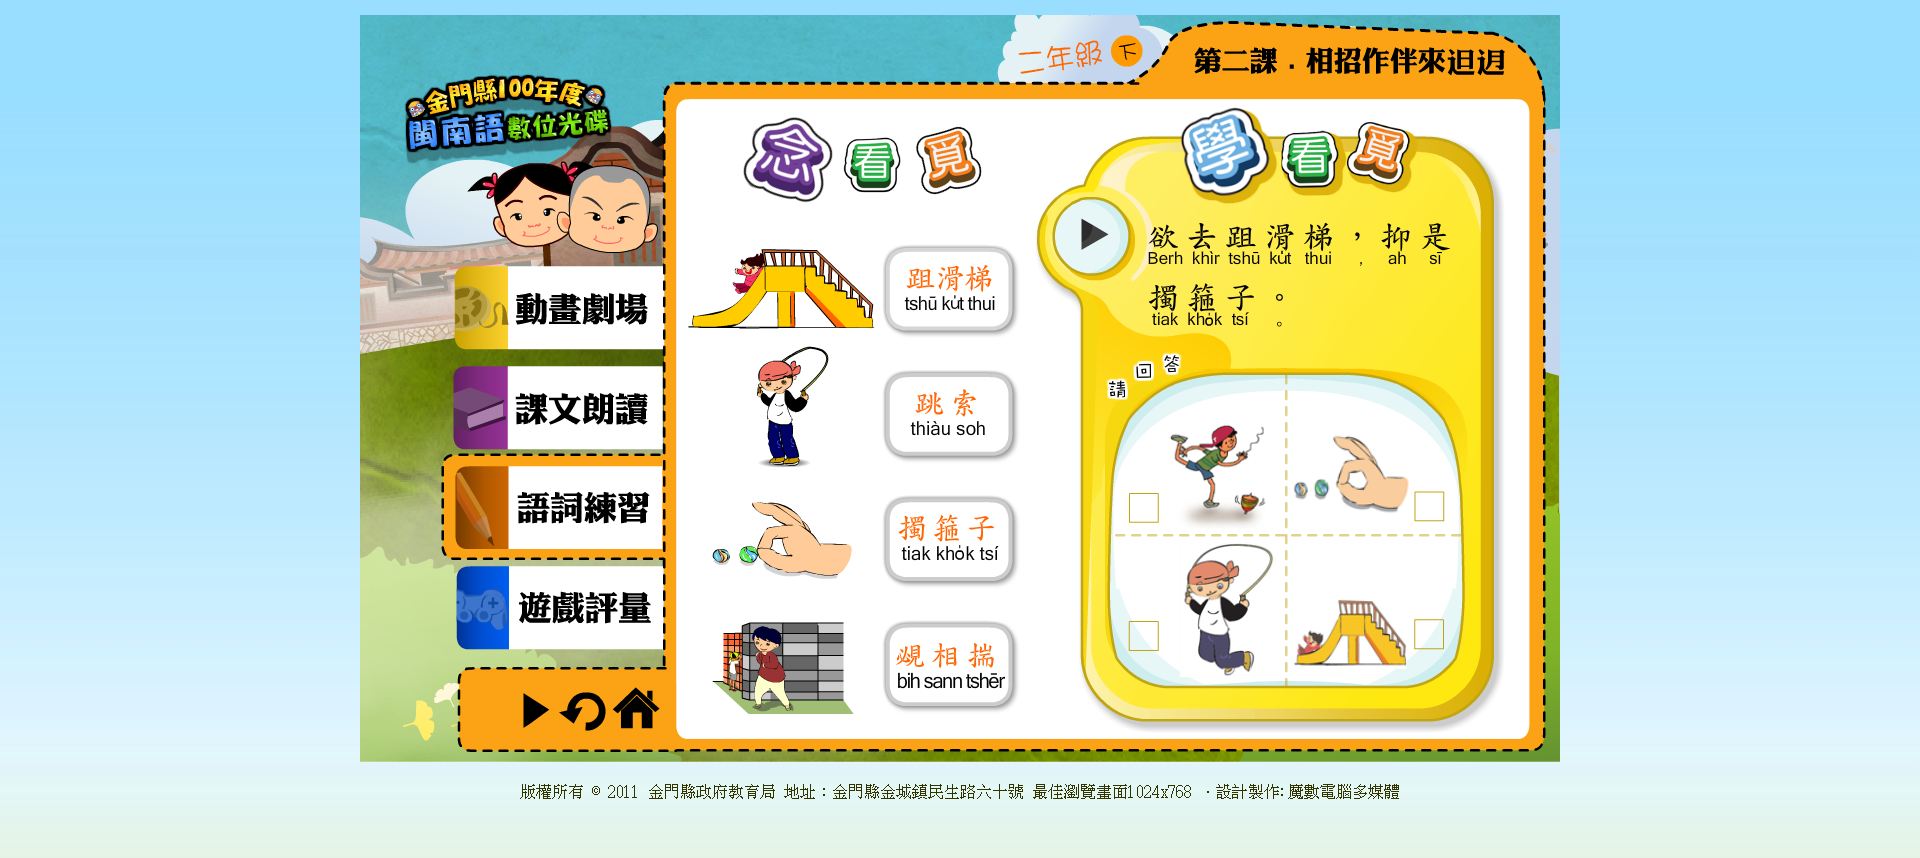 二年級 下
第二課．相招作伴來𨑨迌
金門縣100年度
閩南語數位光碟
動畫劇場
課文朗讀
語詞練習
遊戲評量
念看覓
跙滑梯
tshū ku̍t thui
跳索
thiàu soh
擉箍子
tiak kho̍k tsí
覕相揣
bih sann tshēr
學看覓
欲去跙滑梯，抑是
Berh khìr tshū ku̍t thui , ah sī
擉箍子。
tiak kho̍k tsí 。
請回答
版權所有 © 2011 金門縣政府教育局 地址：金門縣金城鎮民生路六十號 最佳瀏覽畫面1024x768 ‧設計製作: 魔數電腦多媒體